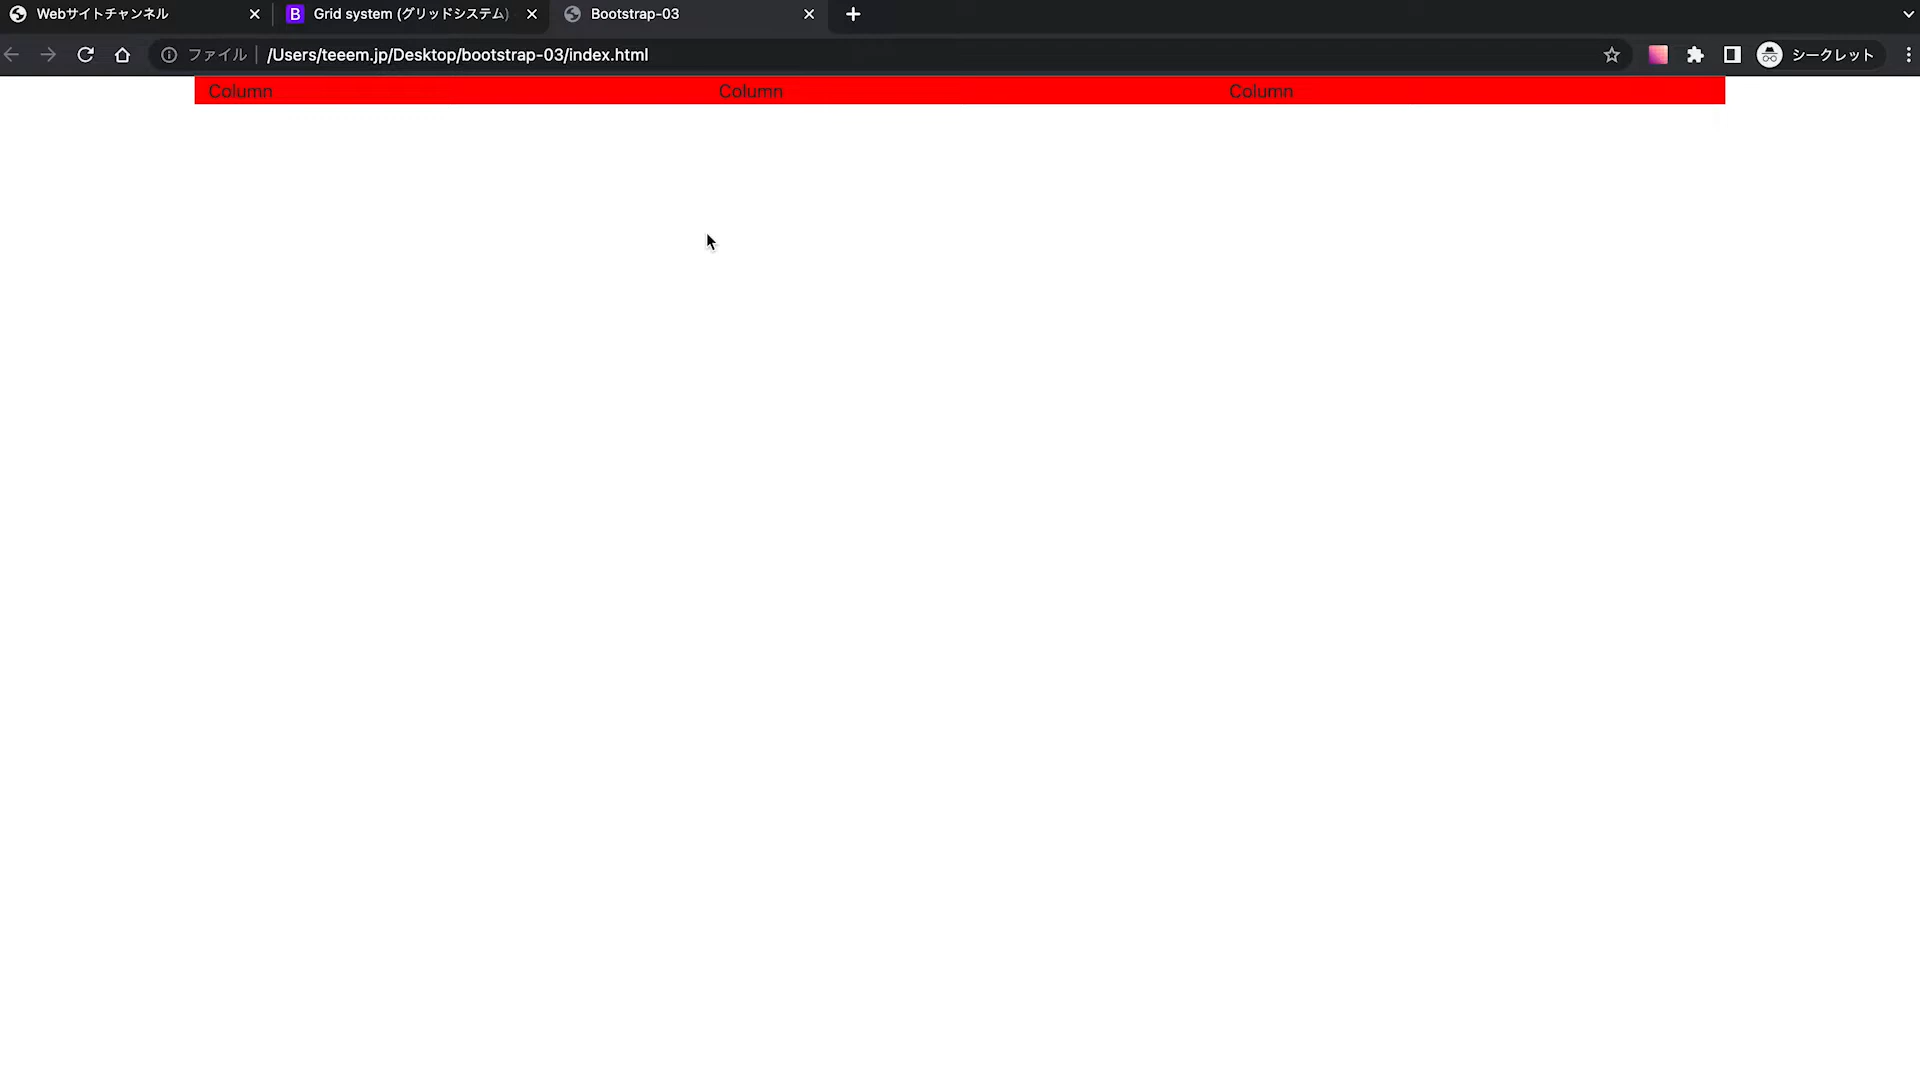 Webサイトチャンネル
B Grid system (グリッドシステム)
Bootstrap-03
ファイル /Users/teeem.jp/Desktop/bootstrap-03/index.html
シークレット
Column Column Column